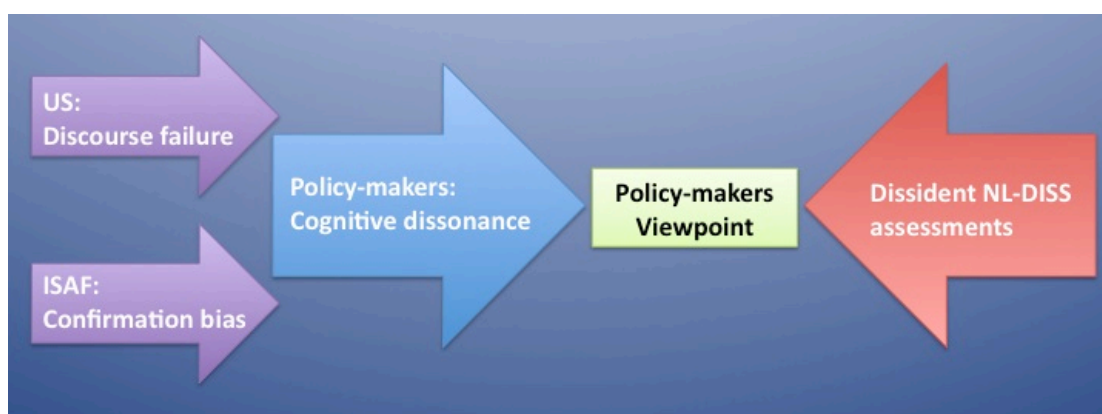 US:
Discourse failure
ISAF:
Confirmation bias
Policy-makers:
Cognitive dissonance
Policy-makers
Viewpoint
Dissident NL-DISS
assessments